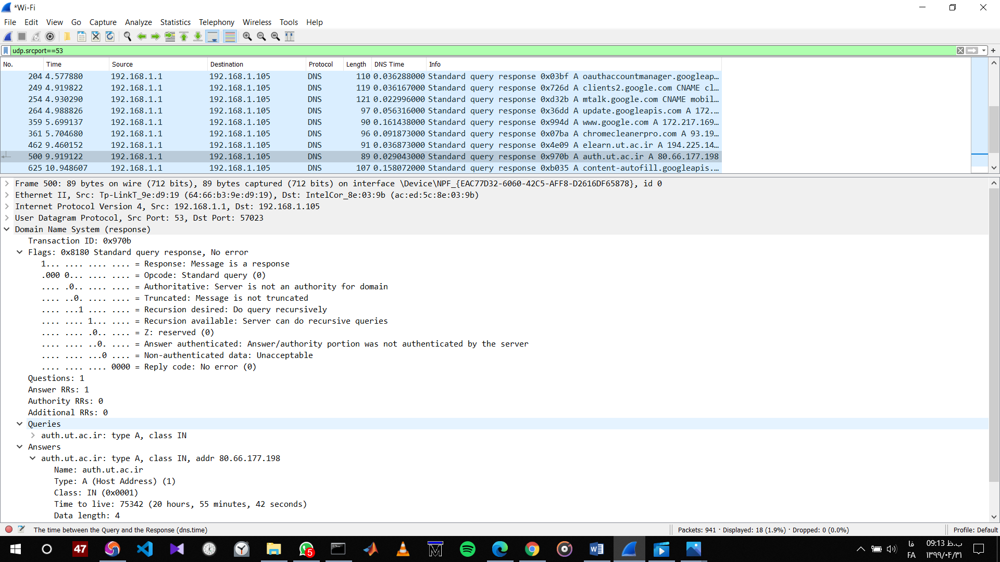 *Wi-Fi
File Edit View Go Capture Analyze Statistics Telephony Wireless Tools Help
udp.srcport==53
No. Time Source Destination Protocol Length DNS Time Info
204 4.577880 192.168.1.1 192.168.1.105 DNS 110 0.036288000 Standard query response 0x03bf A oauthaccountmanager.googleap…
249 4.919822 192.168.1.1 192.168.1.105 DNS 119 0.036167000 Standard query response 0x726d A clients2.google.com CNAME cl…
254 4.930290 192.168.1.1 192.168.1.105 DNS 121 0.022996000 Standard query response 0xd32b A mtalk.google.com CNAME mobil…
264 4.988826 192.168.1.1 192.168.1.105 DNS 97 0.056316000 Standard query response 0x36dd A update.googleapis.com A 172.…
359 5.699137 192.168.1.1 192.168.1.105 DNS 90 0.161438000 Standard query response 0x994d A www.google.com A 172.217.169…
361 5.704680 192.168.1.1 192.168.1.105 DNS 96 0.091873000 Standard query response 0x07ba A chromecleanerpro.com A 93.19…
462 9.460152 192.168.1.1 192.168.1.105 DNS 91 0.036873000 Standard query response 0x4e09 A elearn.ut.ac.ir A 194.225.14…
500 9.919122 192.168.1.1 192.168.1.105 DNS 89 0.029043000 Standard query response 0x970b A auth.ut.ac.ir A 80.66.177.198
625 10.948607 192.168.1.1 192.168.1.105 DNS 107 0.158072000 Standard query response 0xb035 A content-autofill.googleapis.…
Frame 500: 89 bytes on wire (712 bits), 89 bytes captured (712 bits) on interface \Device\NPF_{EAC77D32-6060-42C5-AFF8-D2616DF65878}, id 0
Ethernet II, Src: Tp-LinkT_9e:d9:19 (64:66:b3:9e:d9:19), Dst: IntelCor_8e:03:9b (ac:ed:5c:8e:03:9b)
Internet Protocol Version 4, Src: 192.168.1.1, Dst: 192.168.1.105
User Datagram Protocol, Src Port: 53, Dst Port: 57023
Domain Name System (response)
Transaction ID: 0x970b
Flags: 0x8180 Standard query response, No error
1... .... .... .... = Response: Message is a response
.000 0... .... .... = Opcode: Standard query (0)
.... .0.. .... .... = Authoritative: Server is not an authority for domain
.... ..0. .... .... = Truncated: Message is not truncated
.... ...1 .... .... = Recursion desired: Do query recursively
.... .... 1... .... = Recursion available: Server can do recursive queries
.... .... .0.. .... = Z: reserved (0)
.... .... ..0. .... = Answer authenticated: Answer/authority portion was not authenticated by the server
.... .... ...0 .... = Non-authenticated data: Unacceptable
.... .... .... 0000 = Reply code: No error (0)
Questions: 1
Answer RRs: 1
Authority RRs: 0
Additional RRs: 0
Queries
auth.ut.ac.ir: type A, class IN
Answers
auth.ut.ac.ir: type A, class IN, addr 80.66.177.198
Name: auth.ut.ac.ir
Type: A (Host Address) (1)
Class: IN (0x0001)
Time to live: 75342 (20 hours, 55 minutes, 42 seconds)
Data length: 4
The time between the Query and the Response (dns.time)
Packets: 941 · Displayed: 18 (1.9%) · Dropped: 0 (0.0%)
Profile: Default
47
5
فا
FA
09:13 ب.ظ
۱۳۹۹/۰۴/۳۱